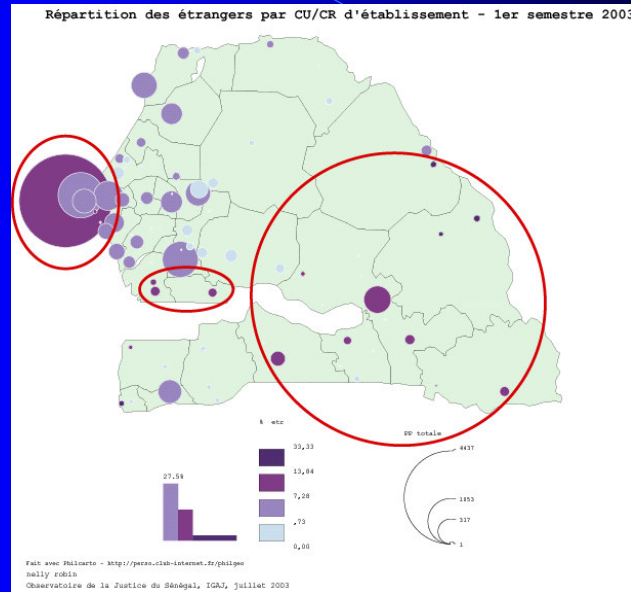 Répartition des étrangers par CU/CR d'établissement - 1er semestre 2003
% etr
33,33
13,84
7,28
,73
0,00
27.5%
PP totale
4437
1853
317
1
Fait avec Philcarto - http://perso.club-internet.fr/philgeo
nelly robin
Observatoire de la Justice du Sénégal, IGAJ, juillet 2003